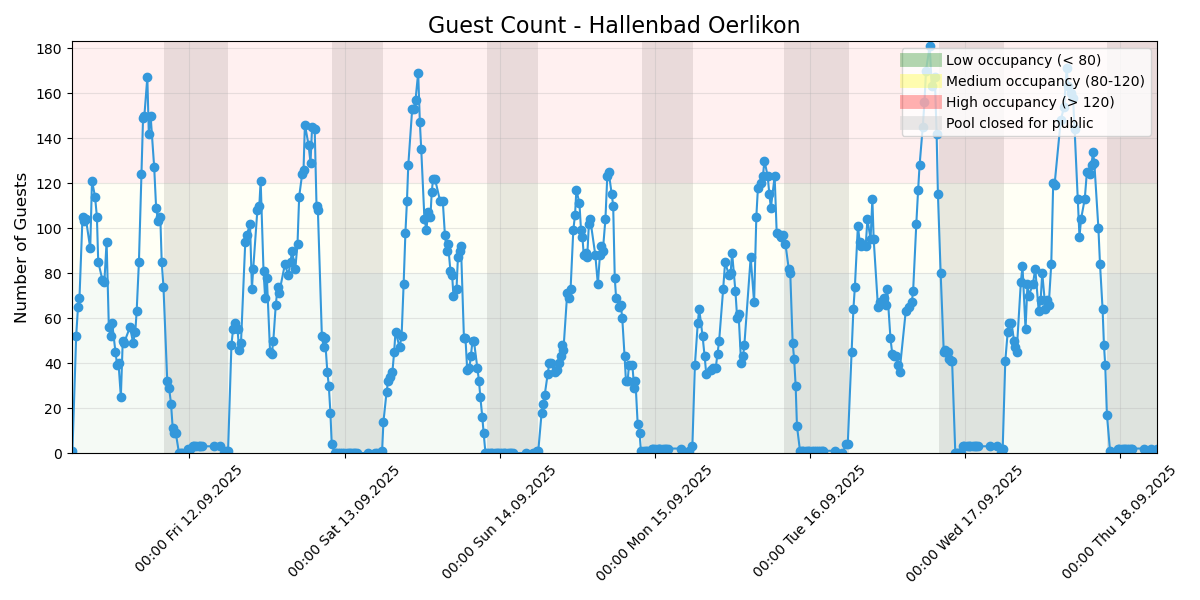 Guest Count - Hallenbad Oerlikon
Number of Guests
180
160
140
120
100
80
60
40
20
0
Low occupancy (< 80)
Medium occupancy (80-120)
High occupancy (> 120)
Pool closed for public
00:00 Fri 12.09.2025
00:00 Sat 13.09.2025
00:00 Sun 14.09.2025
00:00 Mon 15.09.2025
00:00 Tue 16.09.2025
00:00 Wed 17.09.2025
00:00 Thu 18.09.2025